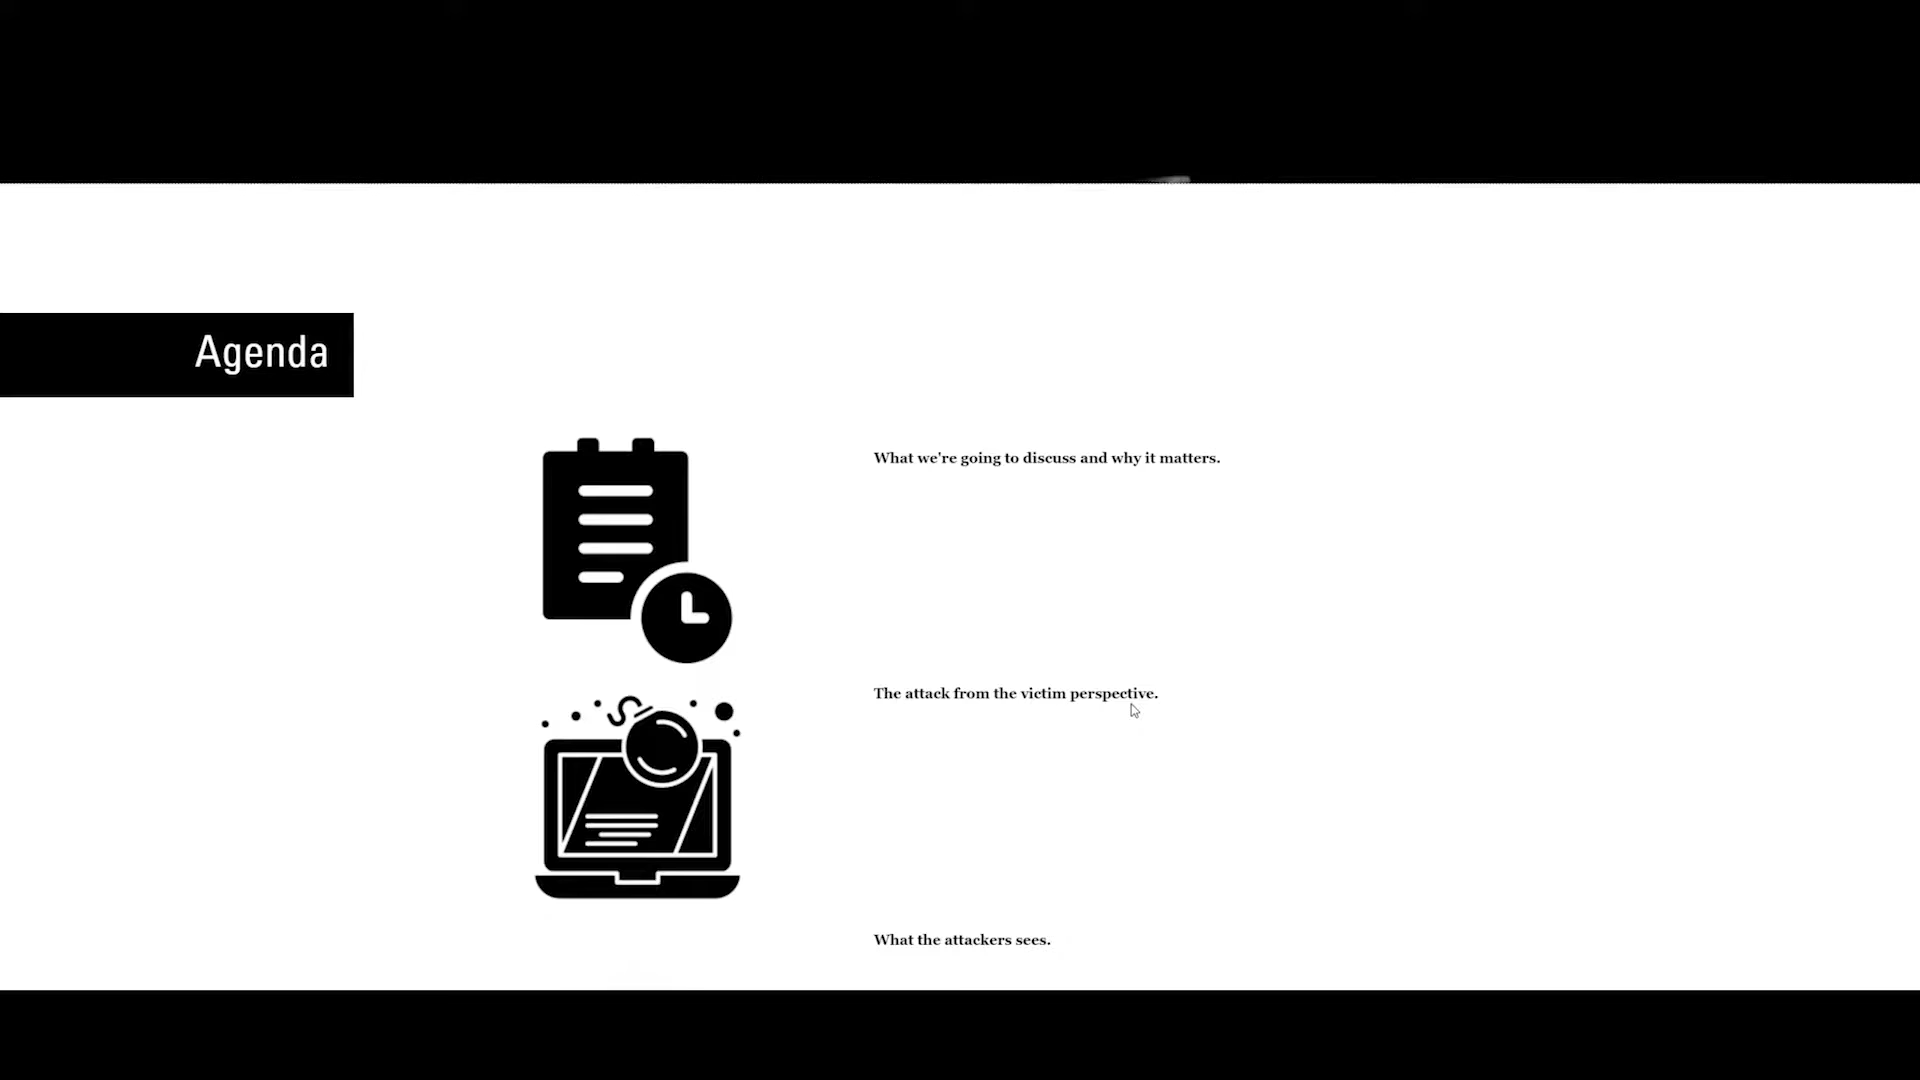 Agenda
What we're going to discuss and why it matters.
The attack from the victim perspective.
What the attackers sees.